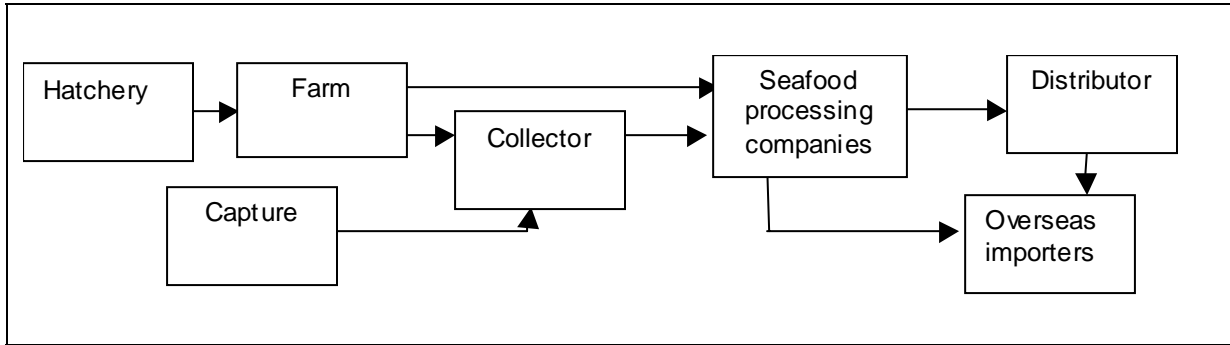 Hatchery
Farm
Collector
Capture
Seafood
processing
companies
Distributor
Overseas
importers